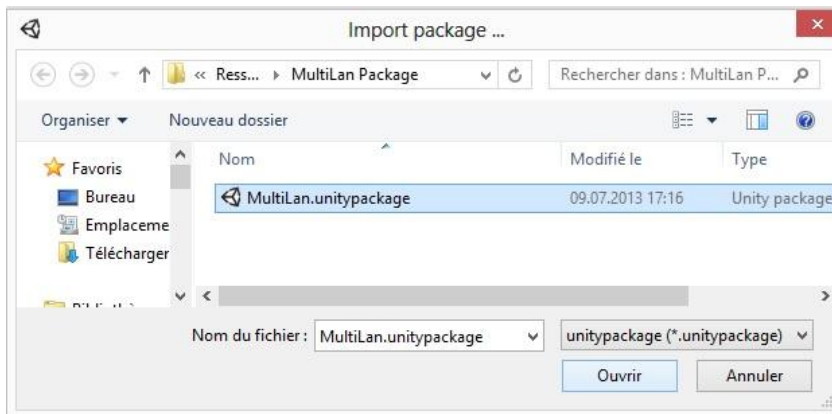 Import package ...
« Ress... MultiLan Package Rechercher dans : MultiLan P...
Organiser Nouveau dossier
Nom Modifié le Type
Favoris
Bureau
Emplaceme
Télécharger
MultiLan.unitypackage 09.07.2013 17:16 Unity package
Nom du fichier : MultiLan.unitypackage unitypackage (*.unitypackage)
Ouvrir Annuler